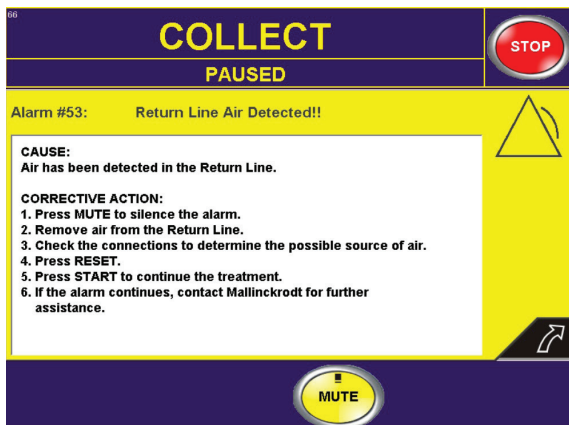 66
COLLECT
STOP
PAUSED
Alarm #53: Return Line Air Detected!!
CAUSE:
Air has been detected in the Return Line.
CORRECTIVE ACTION:
1. Press MUTE to silence the alarm.
2. Remove air from the Return Line.
3. Check the connections to determine the possible source of air.
4. Press RESET.
5. Press START to continue the treatment.
6. If the alarm continues, contact Mallinckrodt for further
assistance.
MUTE